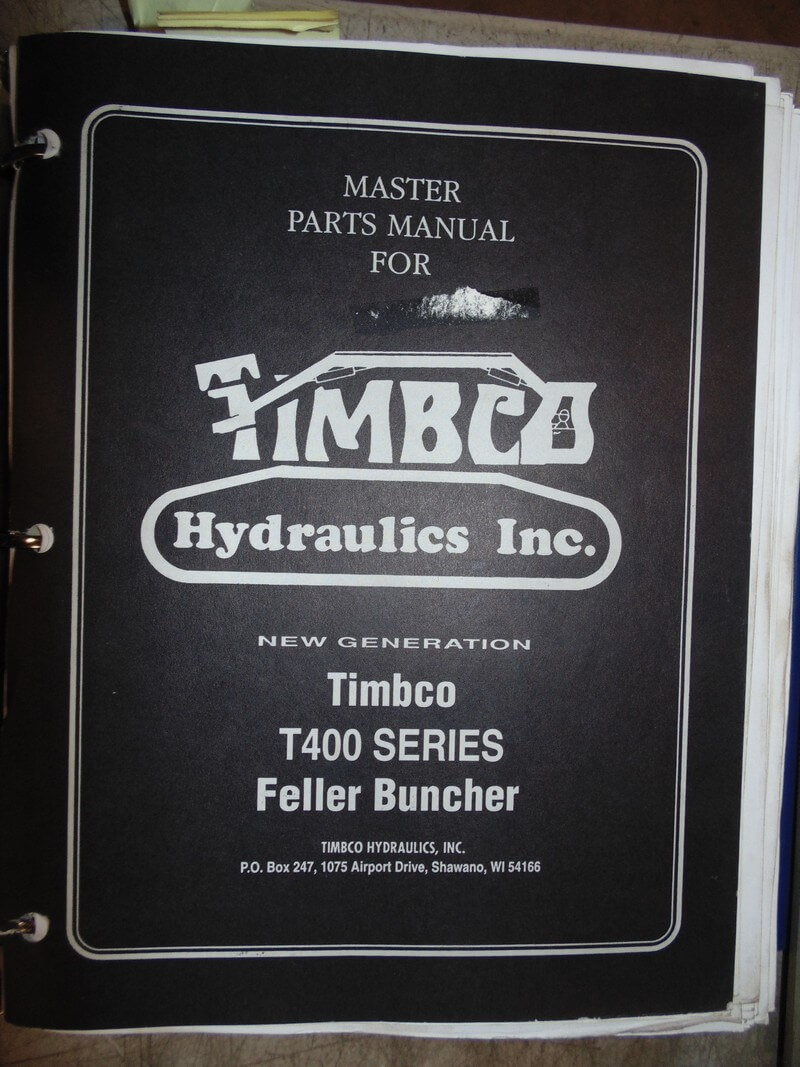 MASTER
PARTS MANUAL
FOR
TIMBCO
Hydraulics Inc.
NEW GENERATION
Timbco
T400 SERIES
Feller Buncher
TIMBCO HYDRAULICS, INC.
P.O. Box 247, 1075 Airport Drive, Shawano, WI 54166